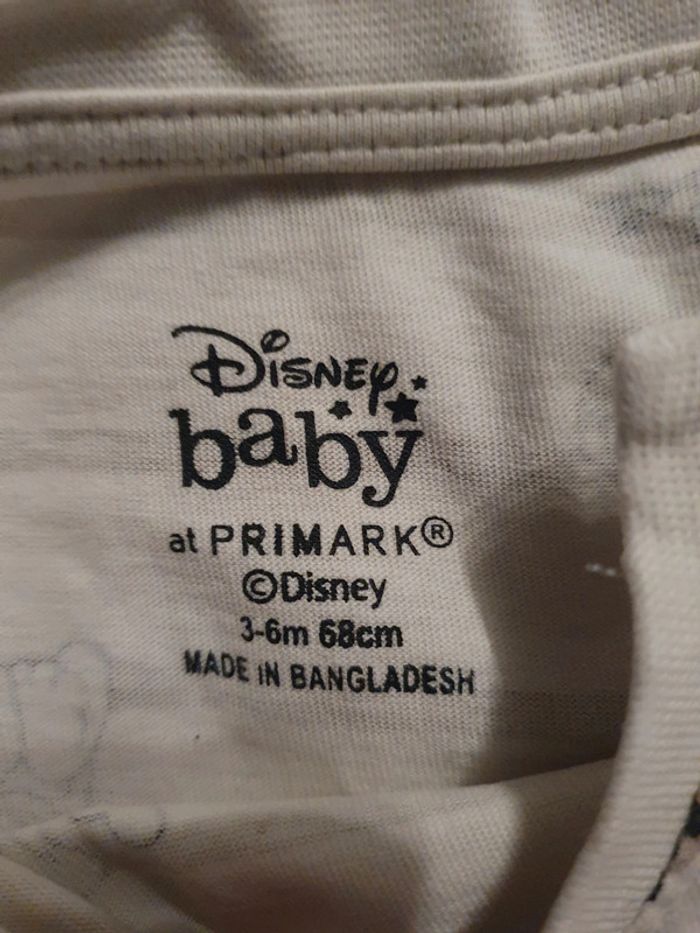 Disney
baby
at PRIMARK®
©Disney
3-6m 68cm
MADE IN BANGLADESH